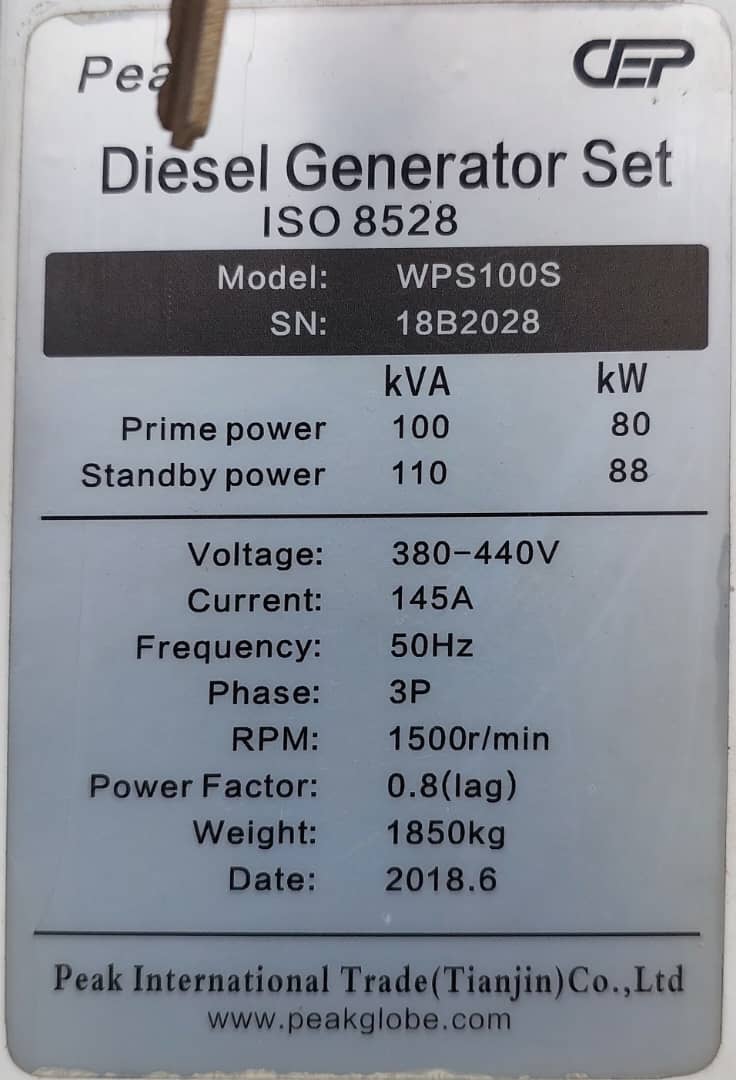 CEP
Diesel Generator Set
ISO 8528
Model: WPS100S
SN: 18B2028
kVA kW
Prime power 100 80
Standby power 110 88
Voltage: 380-440V
Current: 145A
Frequency: 50Hz
Phase: 3P
RPM: 1500r/min
Power Factor: 0.8(lag)
Weight: 1850kg
Date: 2018.6
Peak International Trade(Tianjin)Co.,Ltd
www.peakglobe.com